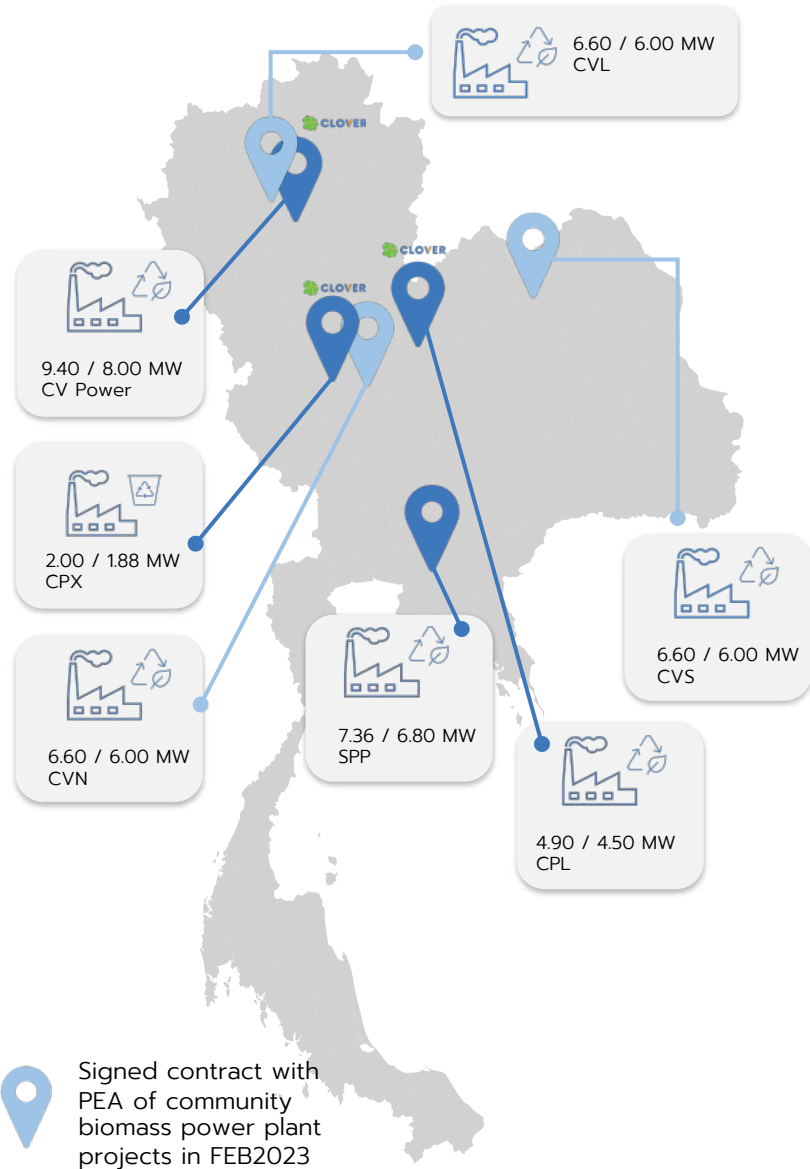 6.60 / 6.00 MW
CVL
CLOVER
CLOVER
CLOVER
9.40 / 8.00 MW
CV Power
2.00 / 1.88 MW
CPX
6.60 / 6.00 MW
CVN
7.36 / 6.80 MW
SPP
6.60 / 6.00 MW
CVS
4.90 / 4.50 MW
CPL
Signed contract with
PEA of community
biomass power plant
projects in FEB2023